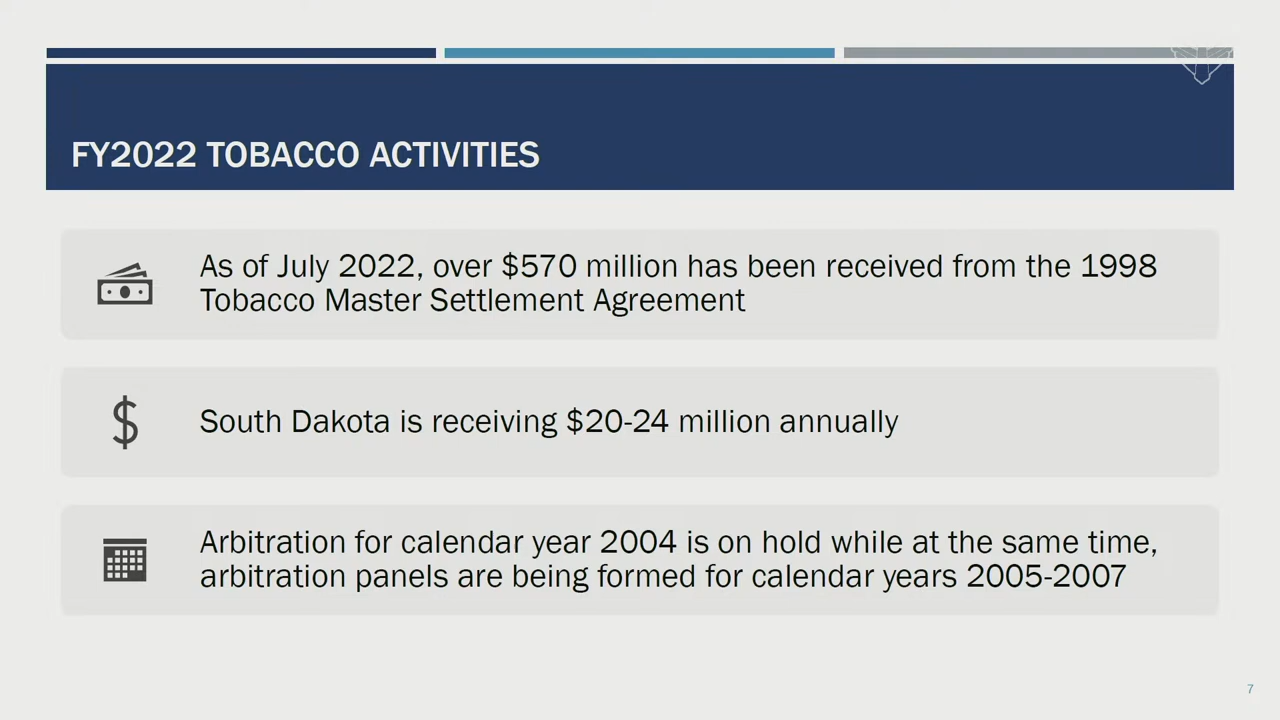 FY2022 TOBACCO ACTIVITIES
As of July 2022, over $570 million has been received from the 1998
Tobacco Master Settlement Agreement
South Dakota is receiving $20-24 million annually
Arbitration for calendar year 2004 is on hold while at the same time,
arbitration panels are being formed for calendar years 2005-2007
7